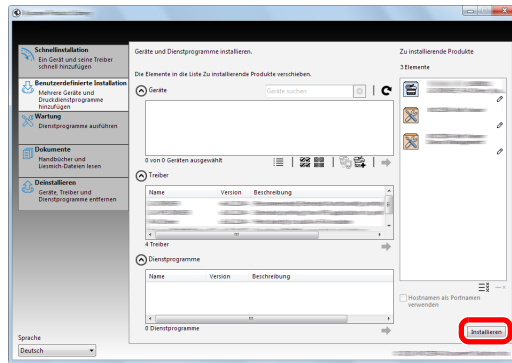 Schnellinstallation
Ein Gerät und seine Treiber
schnell hinzufügen
Benutzerdefinierte Installation
Mehrere Geräte und
Druckdienstprogramme
hinzufügen
Wartung
Dienstprogramme ausführen
Dokumente
Handbücher und
Liesmich-Dateien lesen
Deinstallieren
Geräte, Treiber und
Dienstprogramme entfernen
Sprache
Deutsch
Geräte und Dienstprogramme installieren.
Die Elemente in die Liste Zu installierende Produkte verschieben.
Geräte
Geräte suchen
0 von 0 Geräten ausgewählt
Treiber
Name Version Beschreibung
4 Treiber
Dienstprogramme
Name Version Beschreibung
0 Dienstprogramme
Zu installierende Produkte
3 Elemente
Hostnamen als Portnamen
verwenden
Installieren